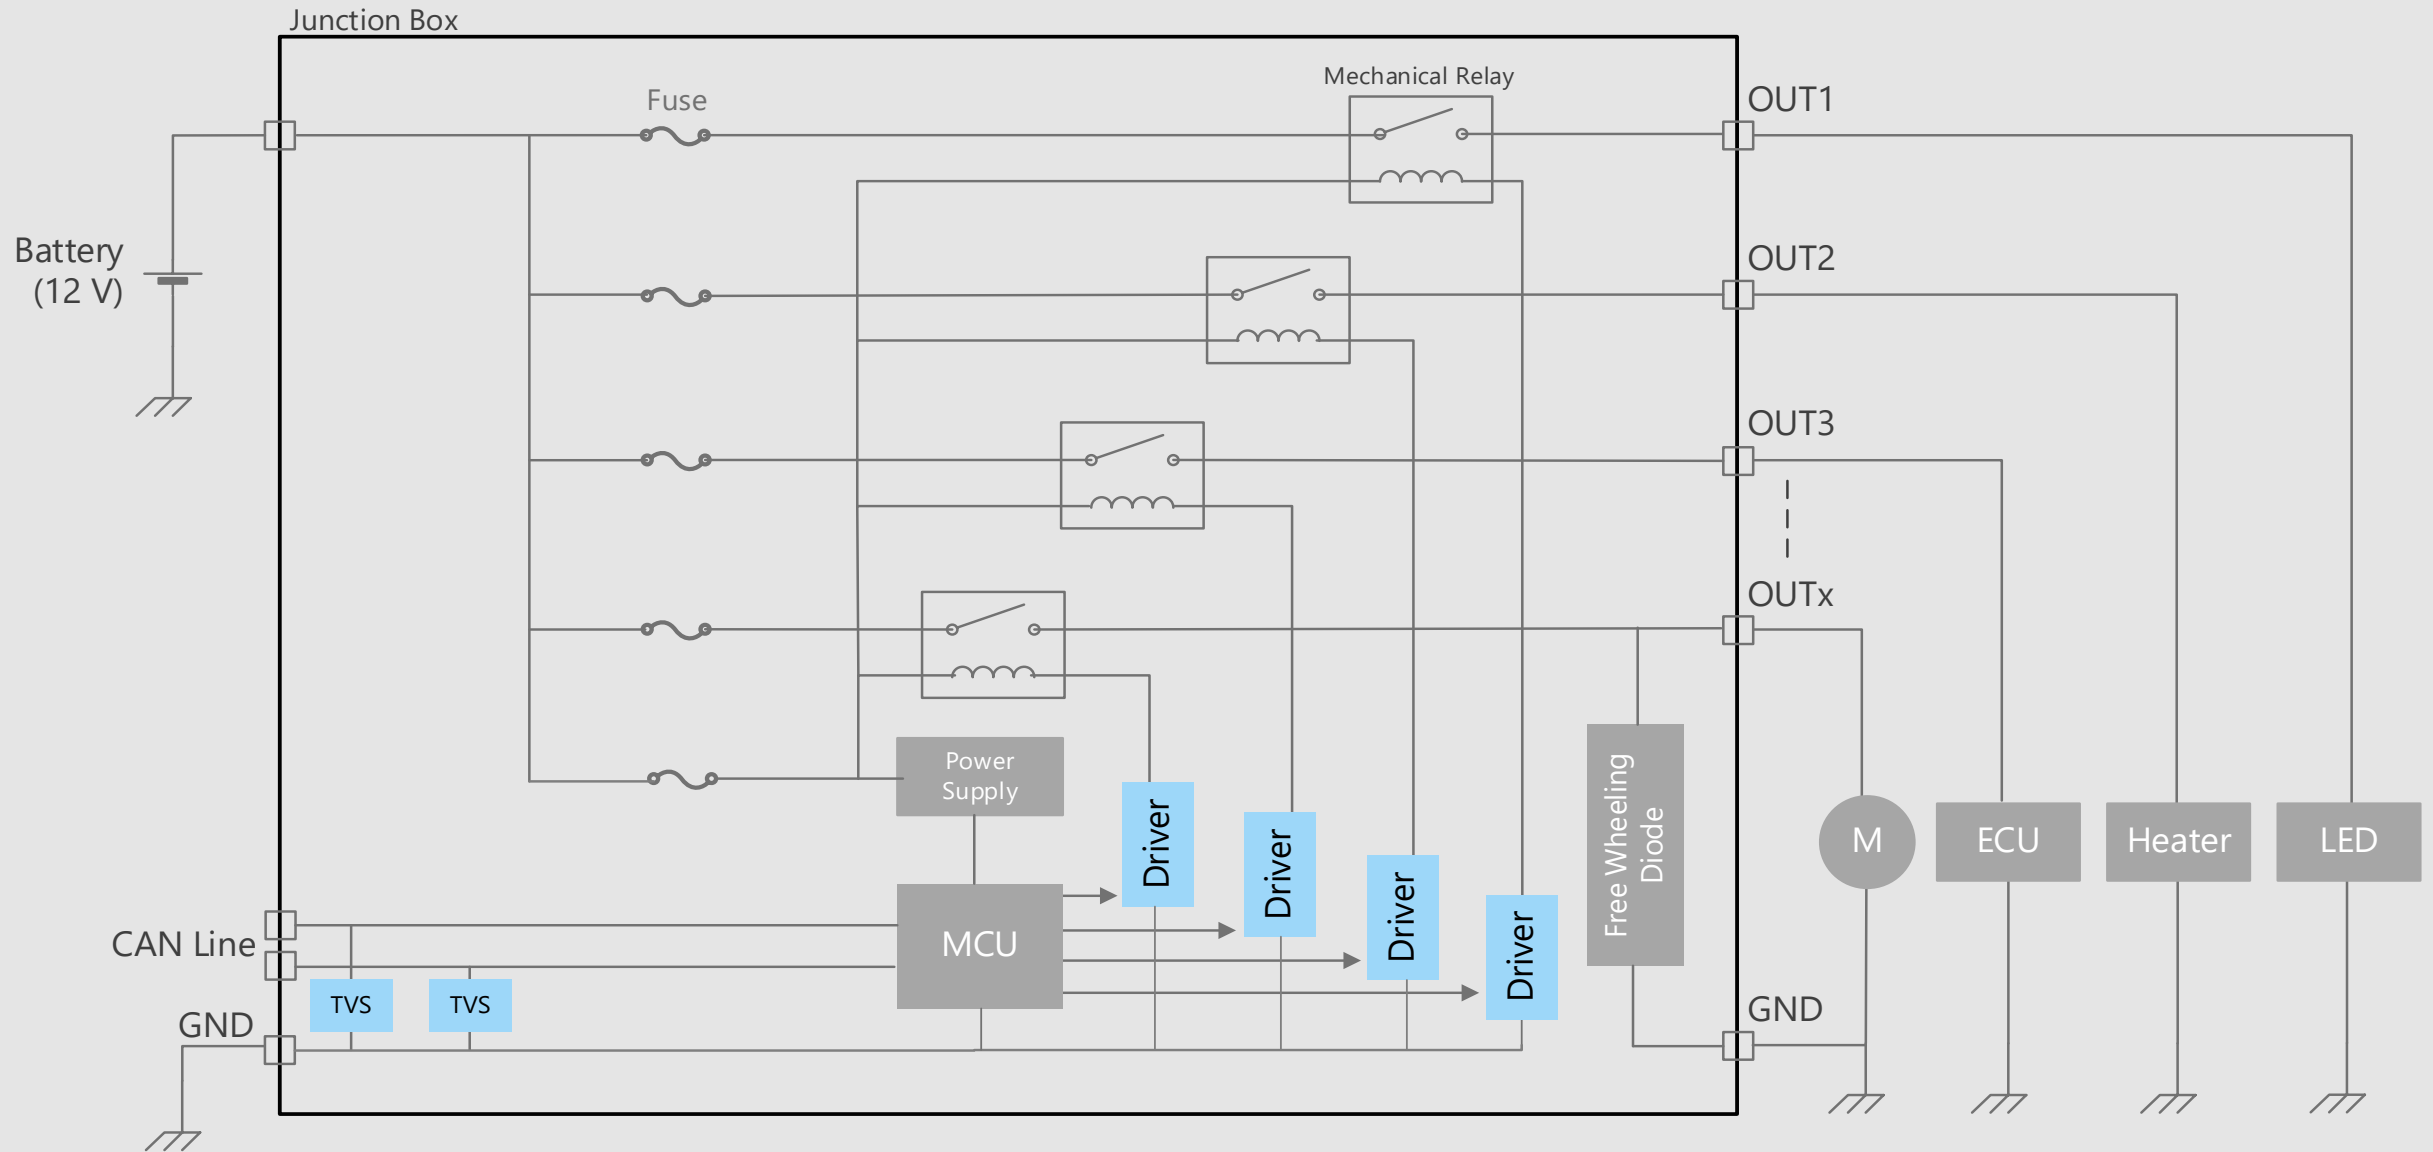 Junction Box
Mechanical Relay
Fuse
OUT1
Battery
(12 V)
OUT2
OUT3
OUTx
Power
Supply
Driver
Driver
Driver
Driver
Free Wheeling
Diode
M
ECU
Heater
LED
CAN Line
MCU
TVS
TVS
GND
GND